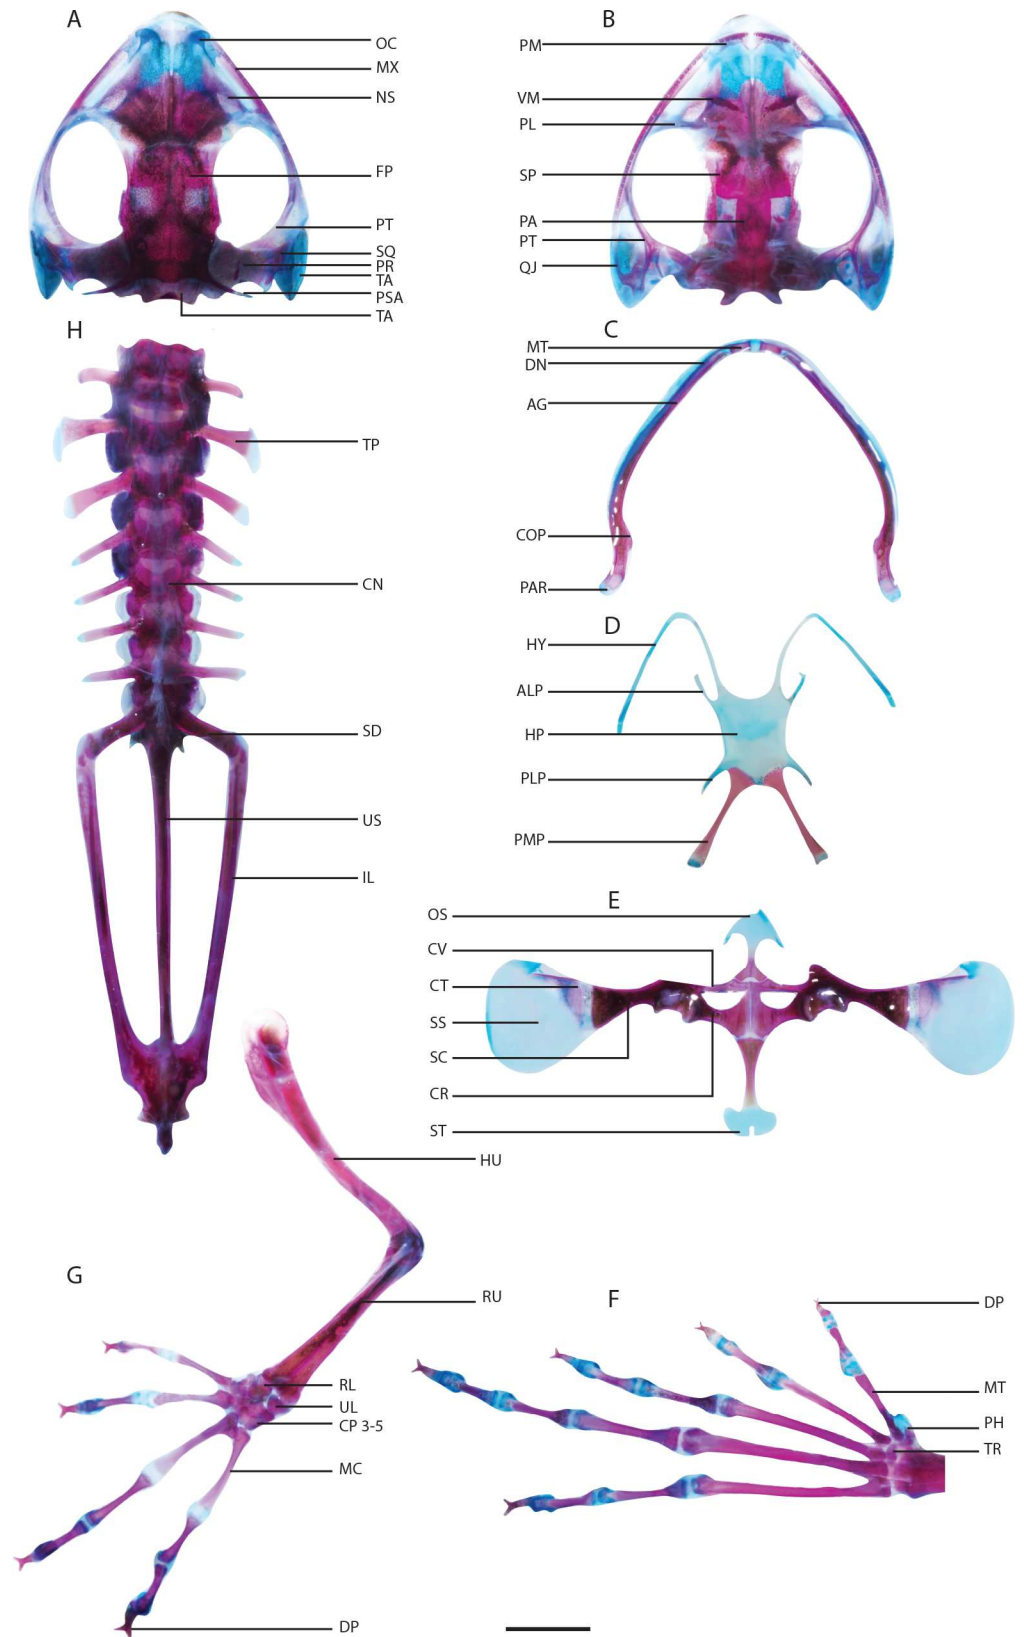 A
OC
MX
NS
FP
PT
SQ
PR
TA
PSA
TA
B
PM
VM
PL
SP
PA
PT
QJ
H
TP
CN
SD
US
IL
C
MT
DN
AG
COP
PAR
D
HY
ALP
HP
PLP
PMP
E
OS
CV
CT
SS
SC
CR
ST
G
HU
RU
RL
UL
CP 3-5
MC
DP
F
DP
MT
PH
TR